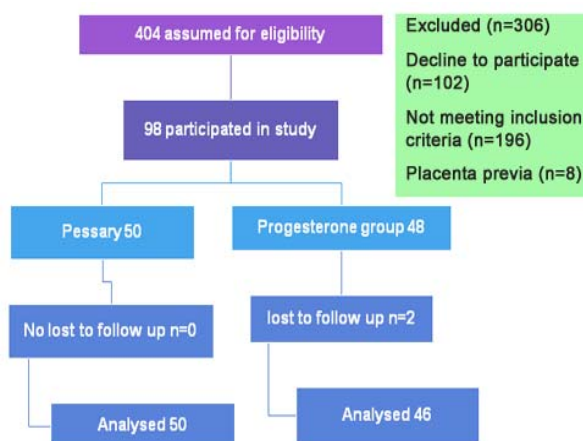 404 assumed for eligibility
Excluded (n=306)
Decline to participate
(n=102)
Not meeting inclusion
criteria (n=196)
Placenta previa (n=8)
98 participated in study
Pessary 50
Progesterone group 48
No lost to follow up n=0
lost to follow up n=2
Analysed 50
Analysed 46